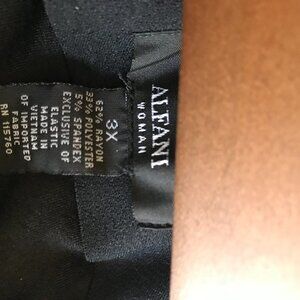 ALFANI
WOMAN
3X
62% RAYON
33% POLYESTER
5% SPANDEX
EXCLUSIVE OF
ELASTIC
MADE IN
VIETNAM
OF IMPORTED
FABRIC
RN 115760